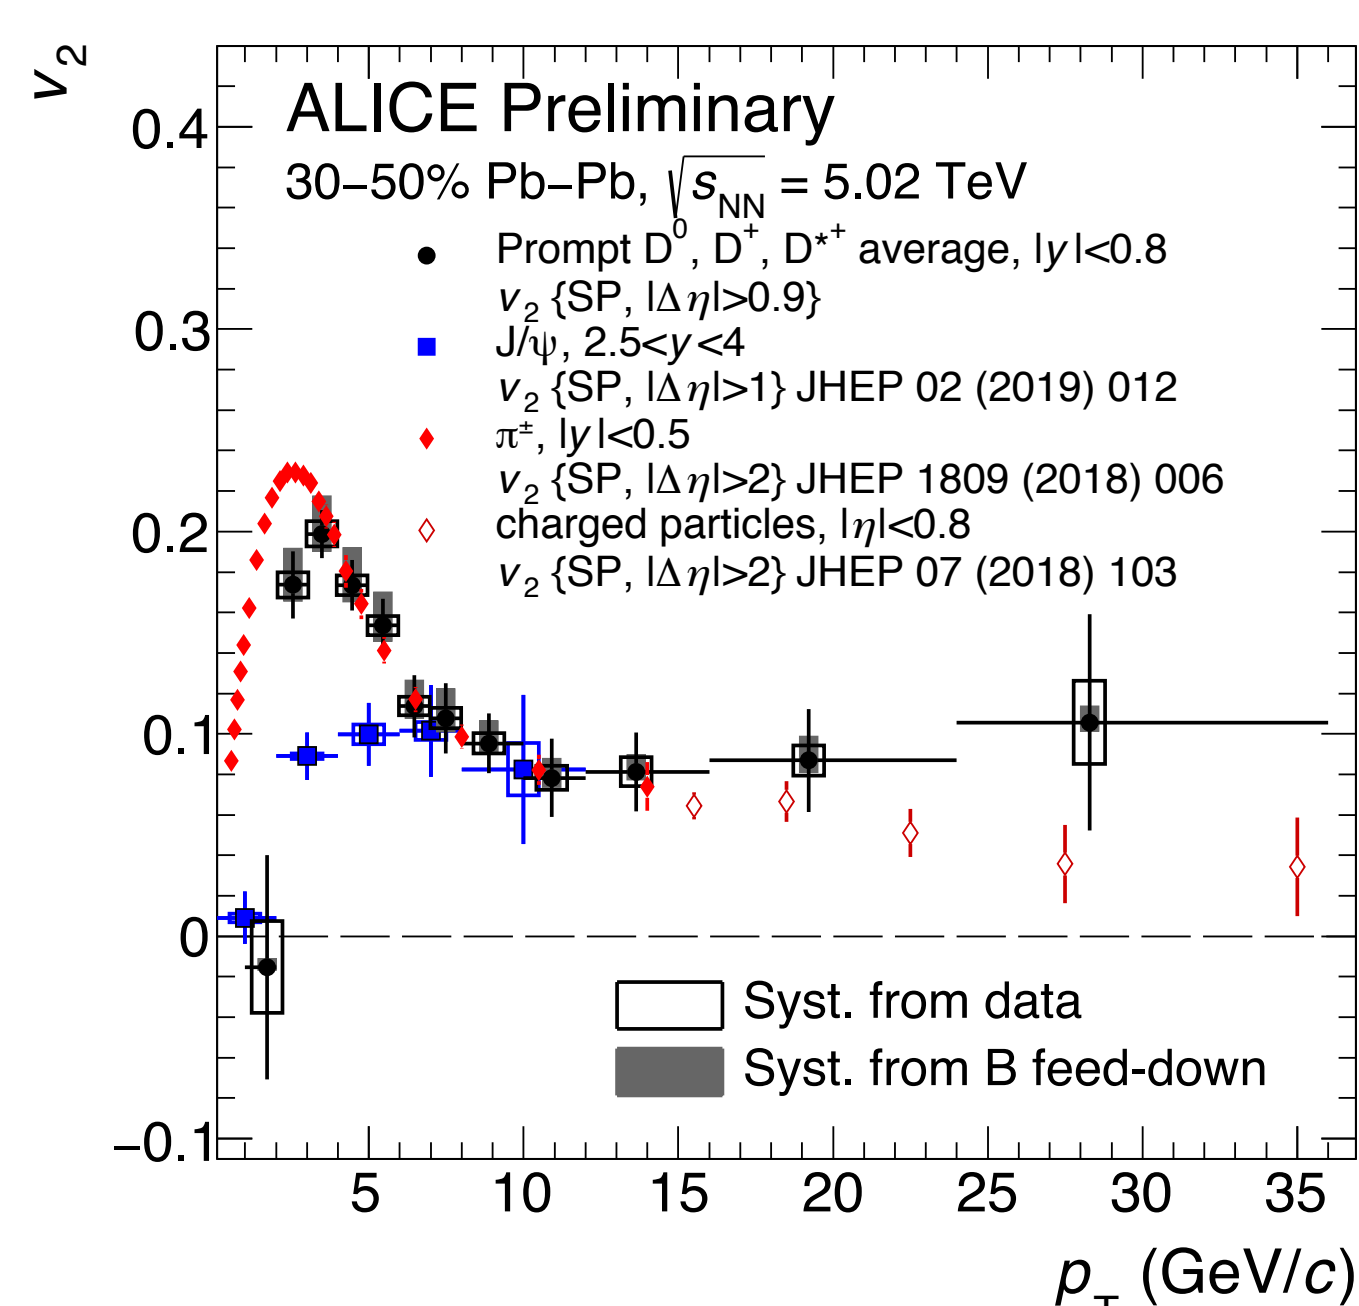 v₂
ALICE Preliminary
30–50% Pb–Pb, √s_NN = 5.02 TeV
Prompt D⁰, D⁺, D*⁺ average, |y|<0.8
v₂ {SP, |Δη|>0.9}
J/ψ, 2.5<y<4
v₂ {SP, |Δη|>1} JHEP 02 (2019) 012
π±, |y|<0.5
v₂ {SP, |Δη|>2} JHEP 1809 (2018) 006
charged particles, |η|<0.8
v₂ {SP, |Δη|>2} JHEP 07 (2018) 103
0.4
0.3
0.2
0.1
0
−0.1
Syst. from data
Syst. from B feed-down
5 10 15 20 25 30 35
p_T (GeV/c)